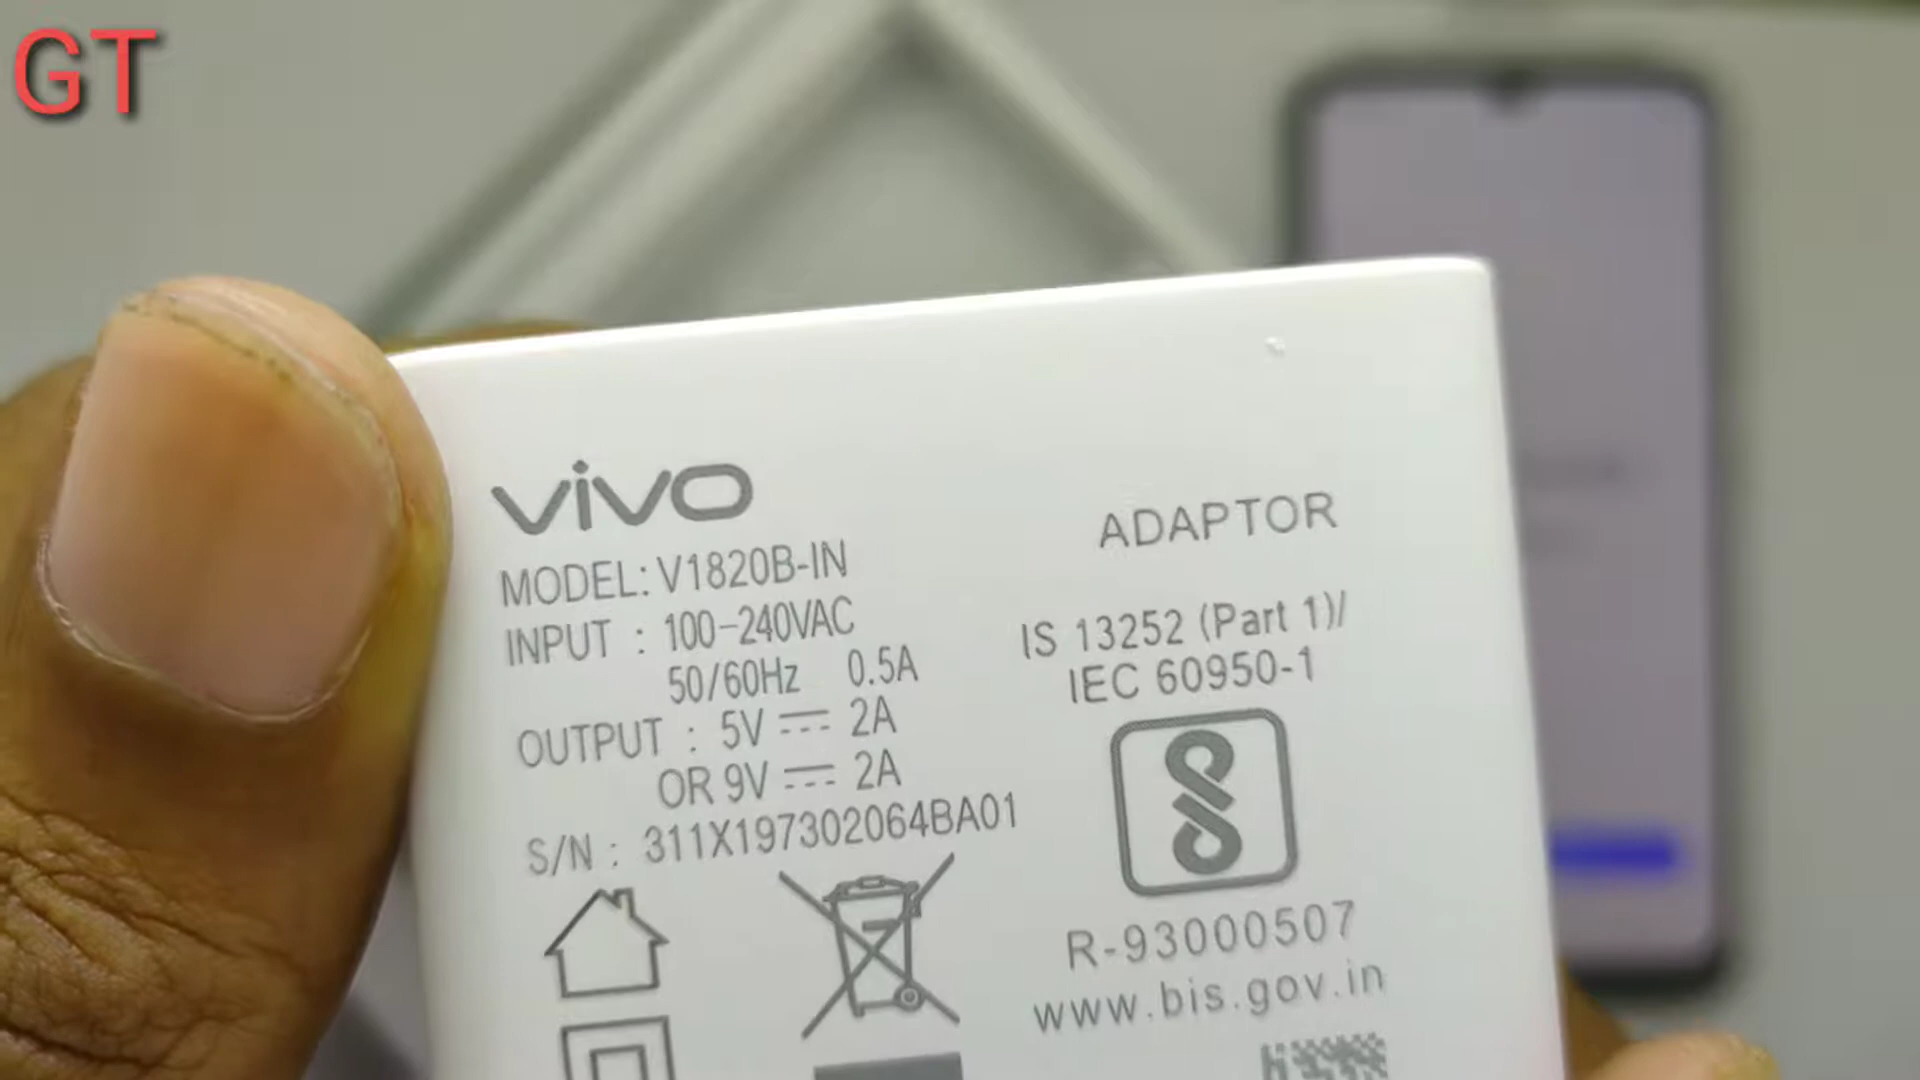 GT
vivo
ADAPTOR
MODEL: V1820B-IN
INPUT : 100-240VAC
50/60Hz 0.5A
OUTPUT : 5V ⎓ 2A
OR 9V ⎓ 2A
S/N : 311X197302064BA01
IS 13252 (Part 1)/
IEC 60950-1
R-93000507
www.bis.gov.in